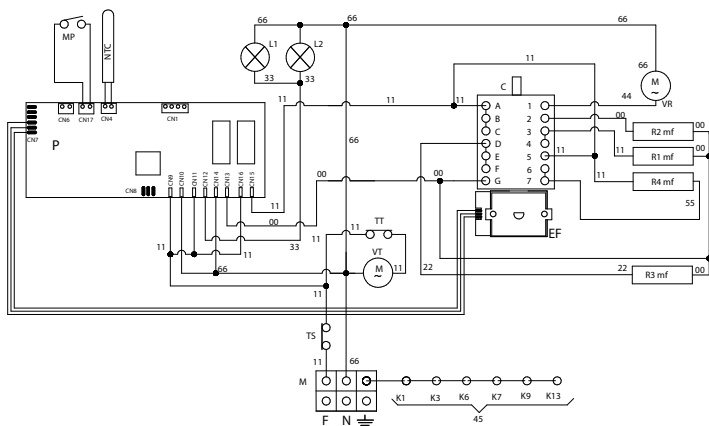 66
66
66
L1
L2
33
33
MP
NTC
CN6
CN17
CN4
CN1
CN7
P
CN8
CN9
CN10
CN11
CN12
CN14
CN13
CN16
CN15
11
11
11
11
C
A
B
C
D
E
F
G
1
2
3
4
5
6
7
M
~
VR
44
00
11
11
11
R2 mf
00
R1 mf
00
R4 mf
55
EF
22
22
R3 mf
00
66
00
00
11
33
11
11
66
11
TT
11
VT
M
~
11
11
TS
11
66
M
F
N
K1
K3
K6
K7
K9
K13
45